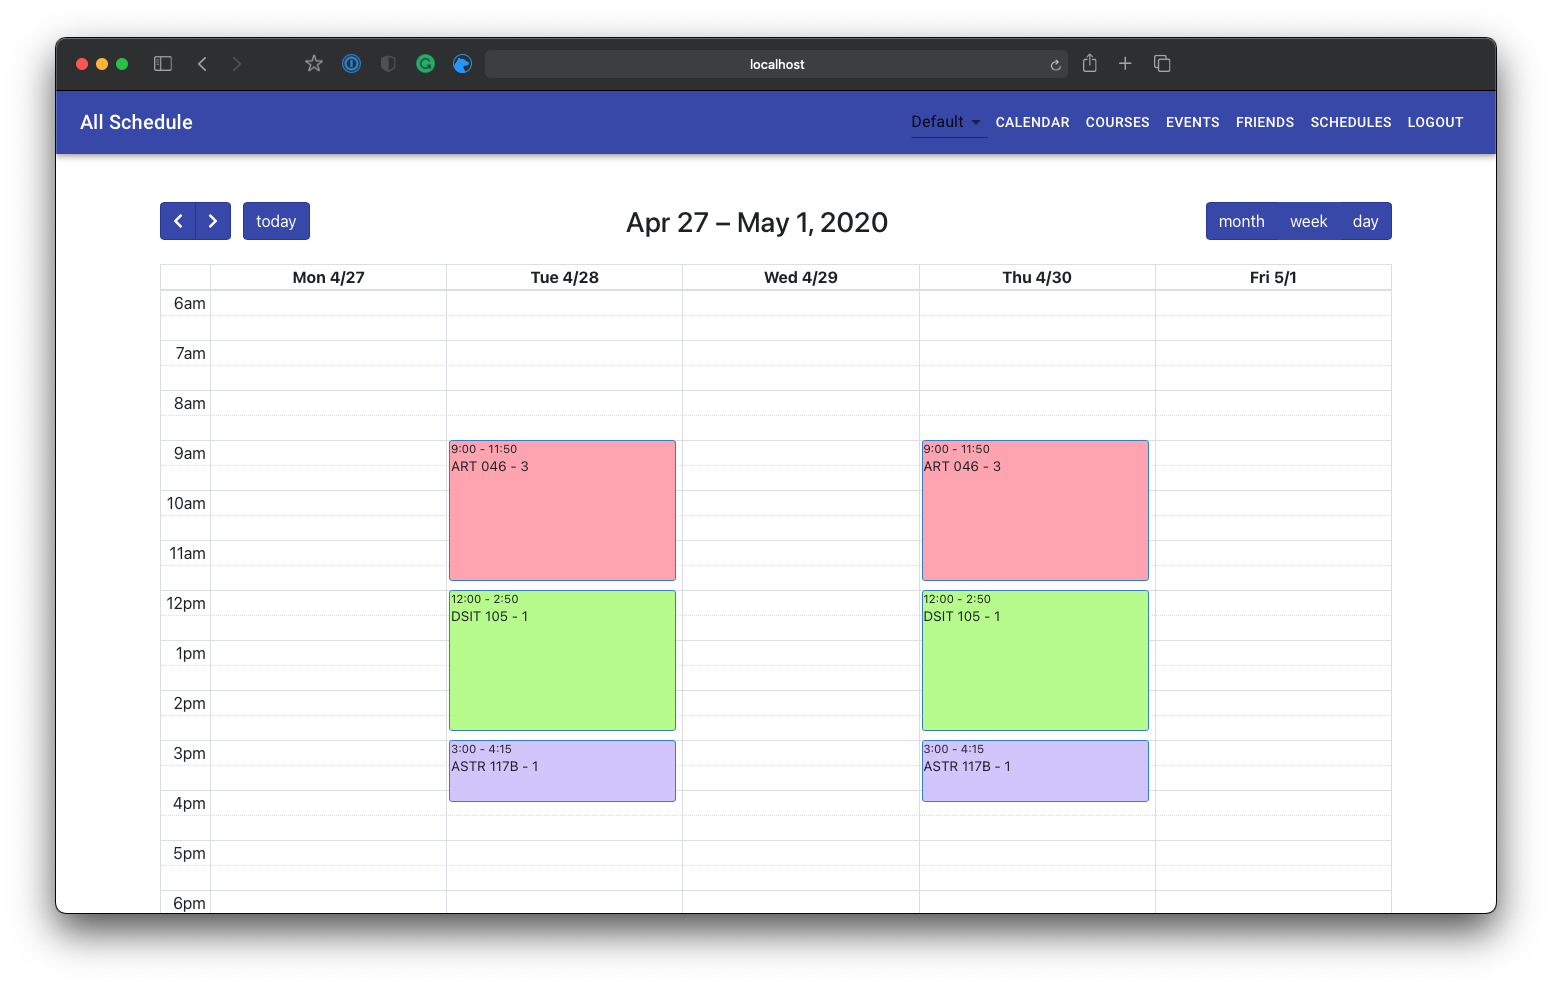 localhost
All Schedule
Default CALENDAR COURSES EVENTS FRIENDS SCHEDULES LOGOUT
today Apr 27 – May 1, 2020 month week day
Mon 4/27 Tue 4/28 Wed 4/29 Thu 4/30 Fri 5/1
6am
7am
8am
9am
9:00 - 11:50 9:00 - 11:50
ART 046 - 3 ART 046 - 3
10am
11am
12pm
12:00 - 2:50 12:00 - 2:50
DSIT 105 - 1 DSIT 105 - 1
1pm
2pm
3pm
3:00 - 4:15 3:00 - 4:15
ASTR 117B - 1 ASTR 117B - 1
4pm
5pm
6pm